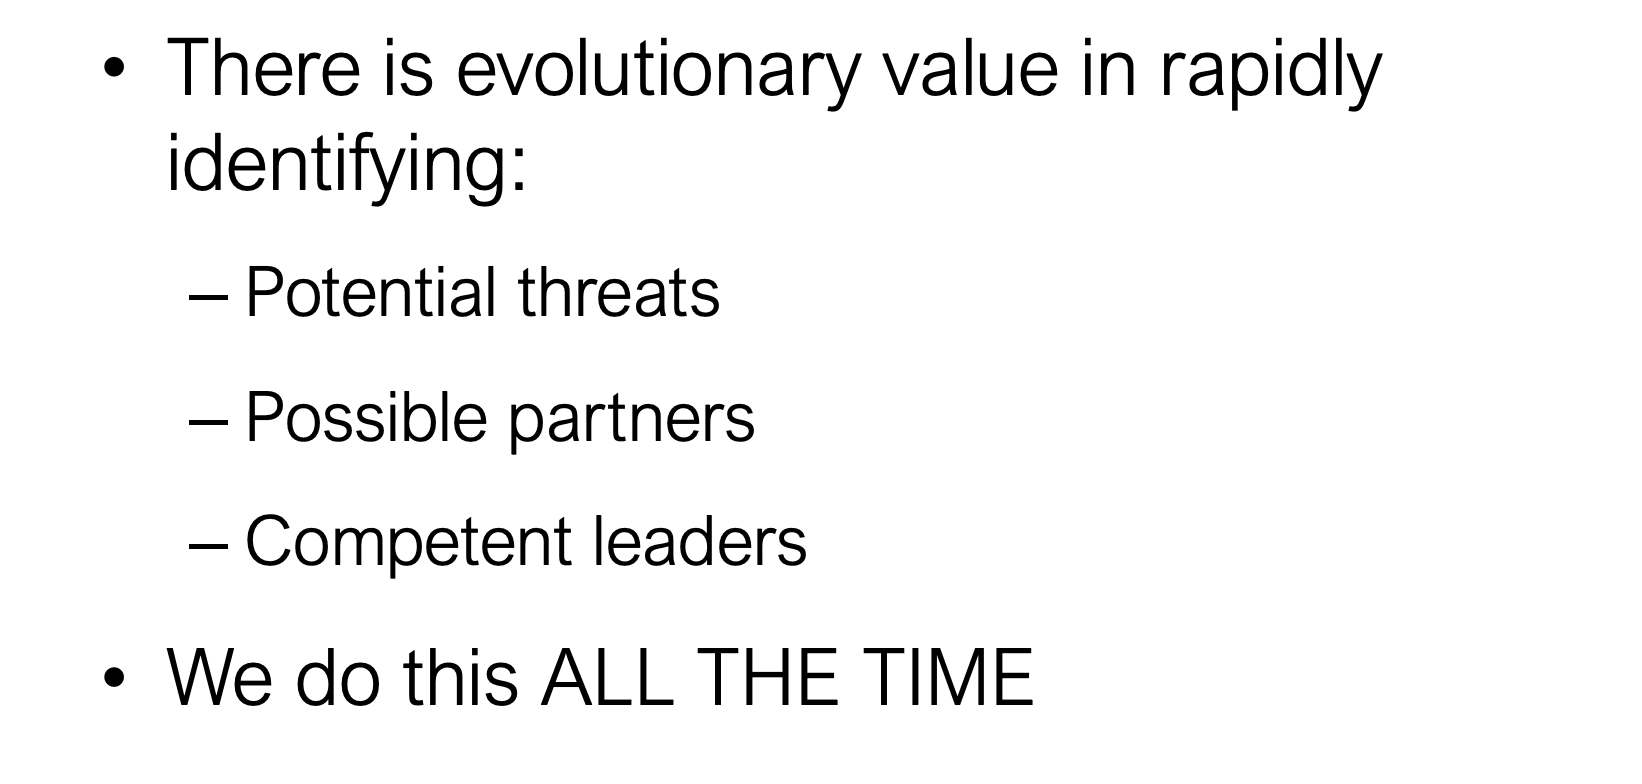 • There is evolutionary value in rapidly
identifying:
– Potential threats
– Possible partners
– Competent leaders
• We do this ALL THE TIME